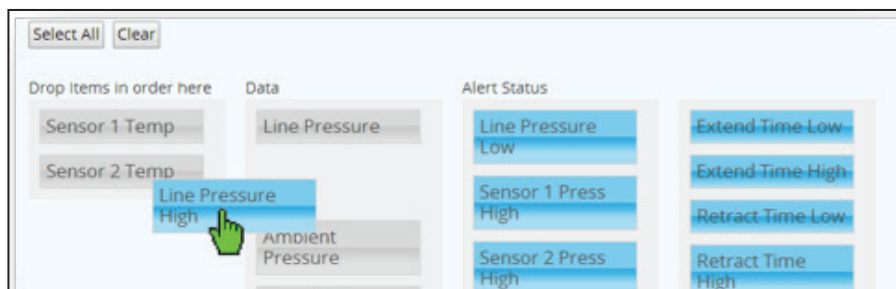 Select All Clear
Drop Items in order here
Data
Alert Status
Sensor 1 Temp
Sensor 2 Temp
Line Pressure
High
Line Pressure
Ambient
Pressure
Line Pressure
Low
Sensor 1 Press
High
Sensor 2 Press
High
Extend Time Low
Extend Time High
Retract Time Low
Retract Time
High